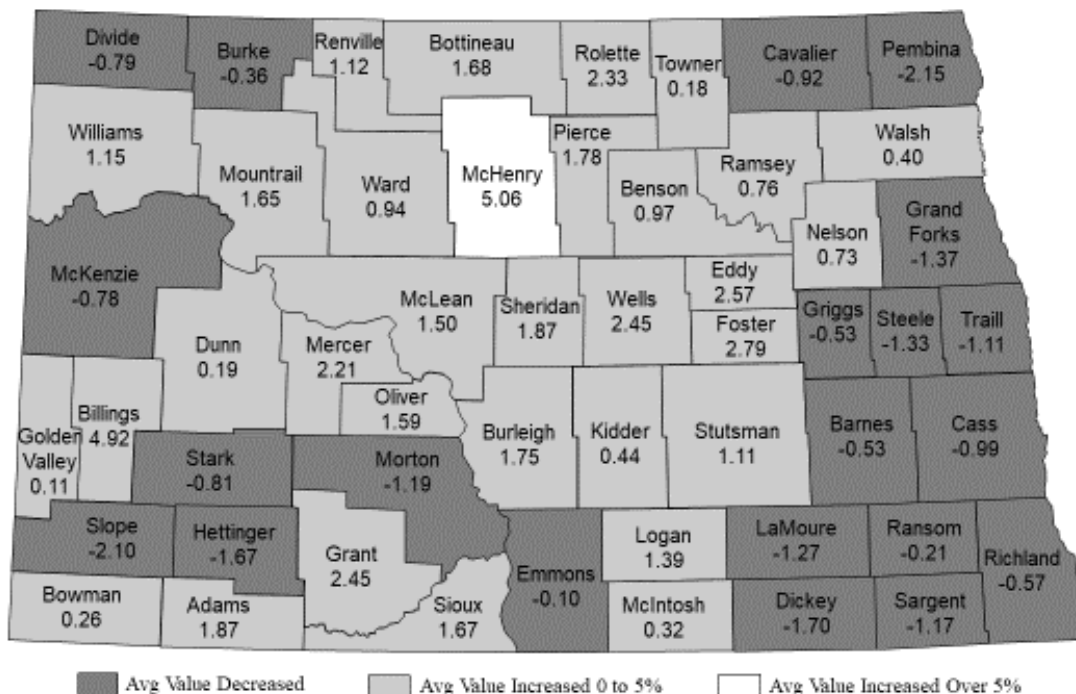 Divide
-0.79
Burke
-0.36
Renville
1.12
Bottineau
1.68
Rolette
2.33
Towner
0.18
Cavalier
-0.92
Pembina
-2.15
Williams
1.15
Mountrail
1.65
Ward
0.94
McHenry
5.06
Pierce
1.78
Benson
0.97
Ramsey
0.76
Walsh
0.40
McKenzie
-0.78
Nelson
0.73
Grand
Forks
-1.37
Dunn
0.19
McLean
1.50
Mercer
2.21
Oliver
1.59
Sheridan
1.87
Wells
2.45
Eddy
2.57
Foster
2.79
Griggs
-0.53
Steele
-1.33
Traill
-1.11
Golden
Valley
0.11
Billings
4.92
Stark
-0.81
Morton
-1.19
Burleigh
1.75
Kidder
0.44
Stutsman
1.11
Barnes
-0.53
Cass
-0.99
Slope
-2.10
Hettinger
-1.67
Grant
2.45
Emmons
-0.10
Logan
1.39
LaMoure
-1.27
Ransom
-0.21
Richland
-0.57
Bowman
0.26
Adams
1.87
Sioux
1.67
McIntosh
0.32
Dickey
-1.70
Sargent
-1.17
Avg Value Decreased
Avg Value Increased 0 to 5%
Avg Value Increased Over 5%